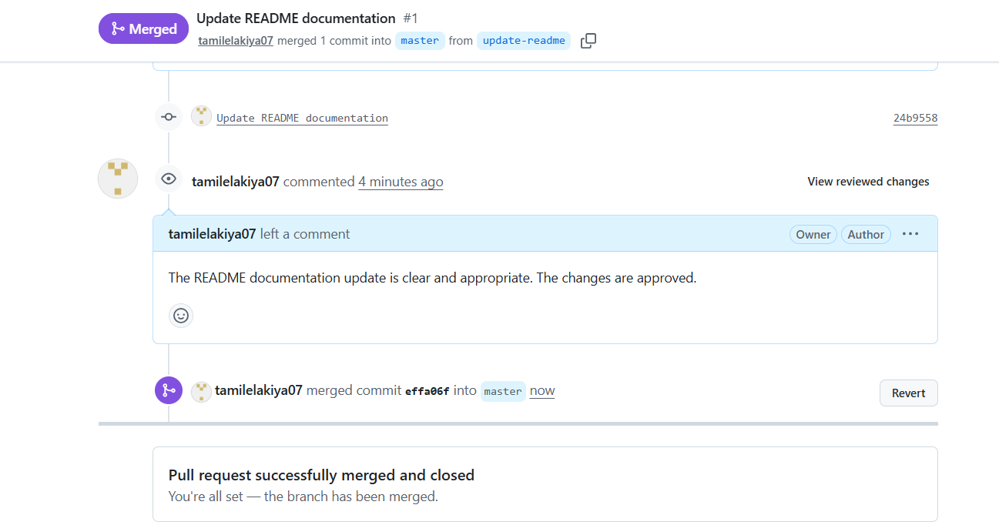 Merged
Update README documentation #1
tamilelakiya07 merged 1 commit into master from update-readme
Update README documentation 24b9558
tamilelakiya07 commented 4 minutes ago View reviewed changes
tamilelakiya07 left a comment Owner Author
The README documentation update is clear and appropriate. The changes are approved.
tamilelakiya07 merged commit effa06f into master now Revert
Pull request successfully merged and closed
You're all set — the branch has been merged.